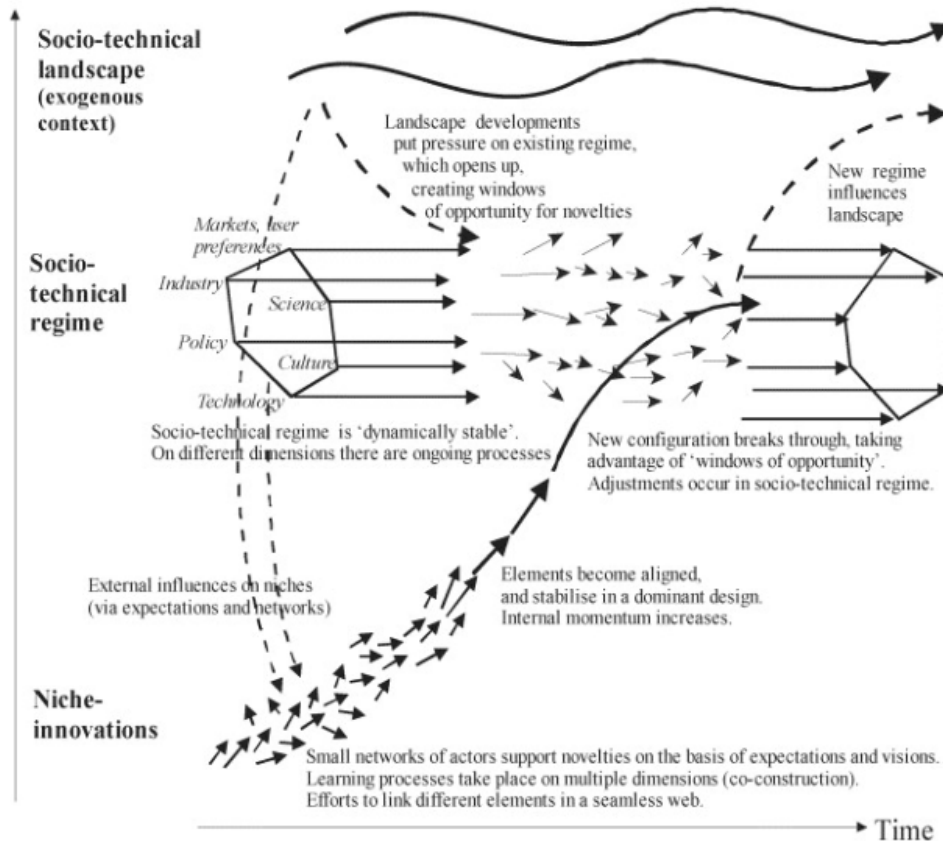 Socio-technical
landscape
(exogenous
context)
Landscape developments
put pressure on existing regime,
which opens up,
creating windows
of opportunity for novelties
New regime
influences
landscape
Markets, user
preferences
Industry
Science
Policy
Culture
Technology
Socio-
technical
regime
Socio-technical regime is ‘dynamically stable’.
On different dimensions there are ongoing processes
New configuration breaks through, taking
advantage of ‘windows of opportunity’.
Adjustments occur in socio-technical regime.
External influences on niches
(via expectations and networks)
Elements become aligned,
and stabilise in a dominant design.
Internal momentum increases.
Niche-
innovations
Small networks of actors support novelties on the basis of expectations and visions.
Learning processes take place on multiple dimensions (co-construction).
Efforts to link different elements in a seamless web.
Time